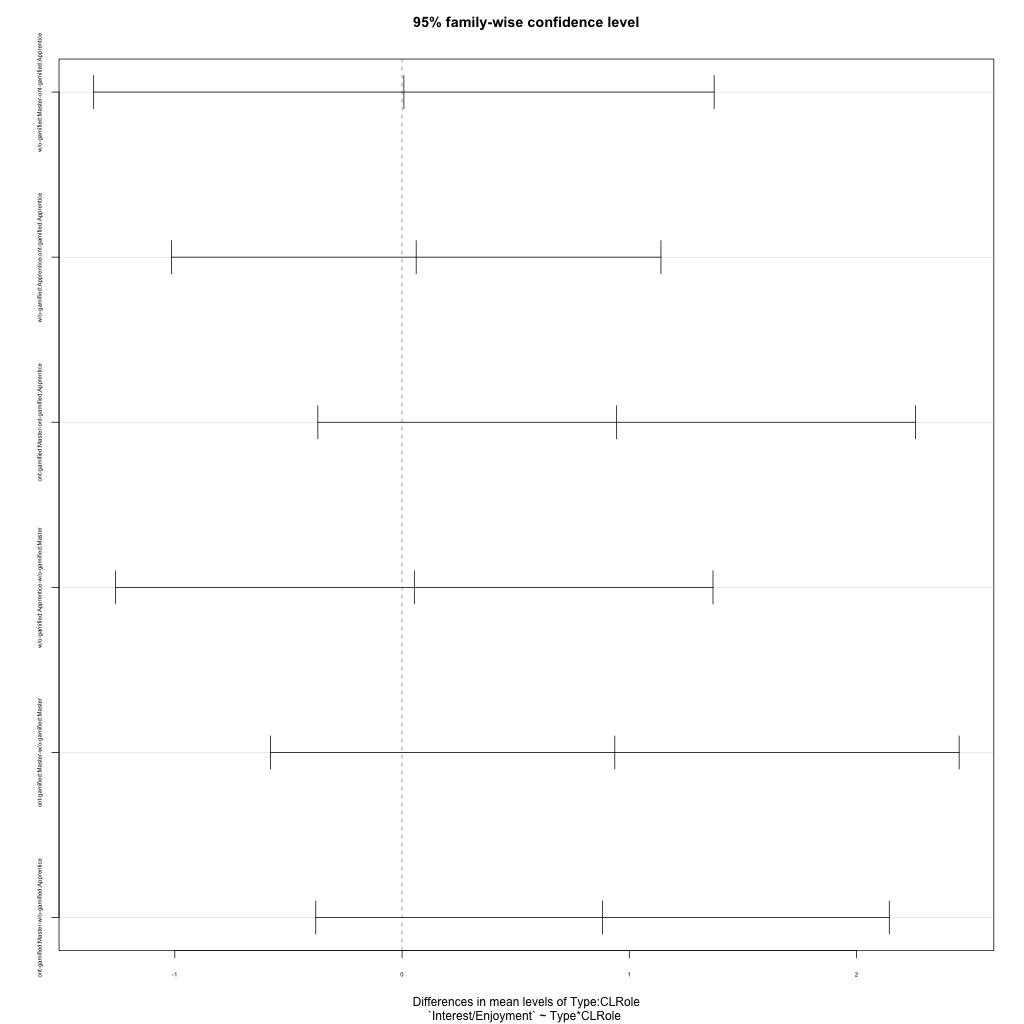 95% family-wise confidence level
w/o-gamified:Master-ont-gamified:Apprentice
w/o-gamified:Apprentice-ont-gamified:Apprentice
ont-gamified:Master-ont-gamified:Apprentice
w/o-gamified:Apprentice-w/o-gamified:Master
ont-gamified:Master-w/o-gamified:Master
ont-gamified:Master-w/o-gamified:Apprentice
-1 0 1 2
Differences in mean levels of Type:CLRole
`Interest/Enjoyment` ~ Type*CLRole